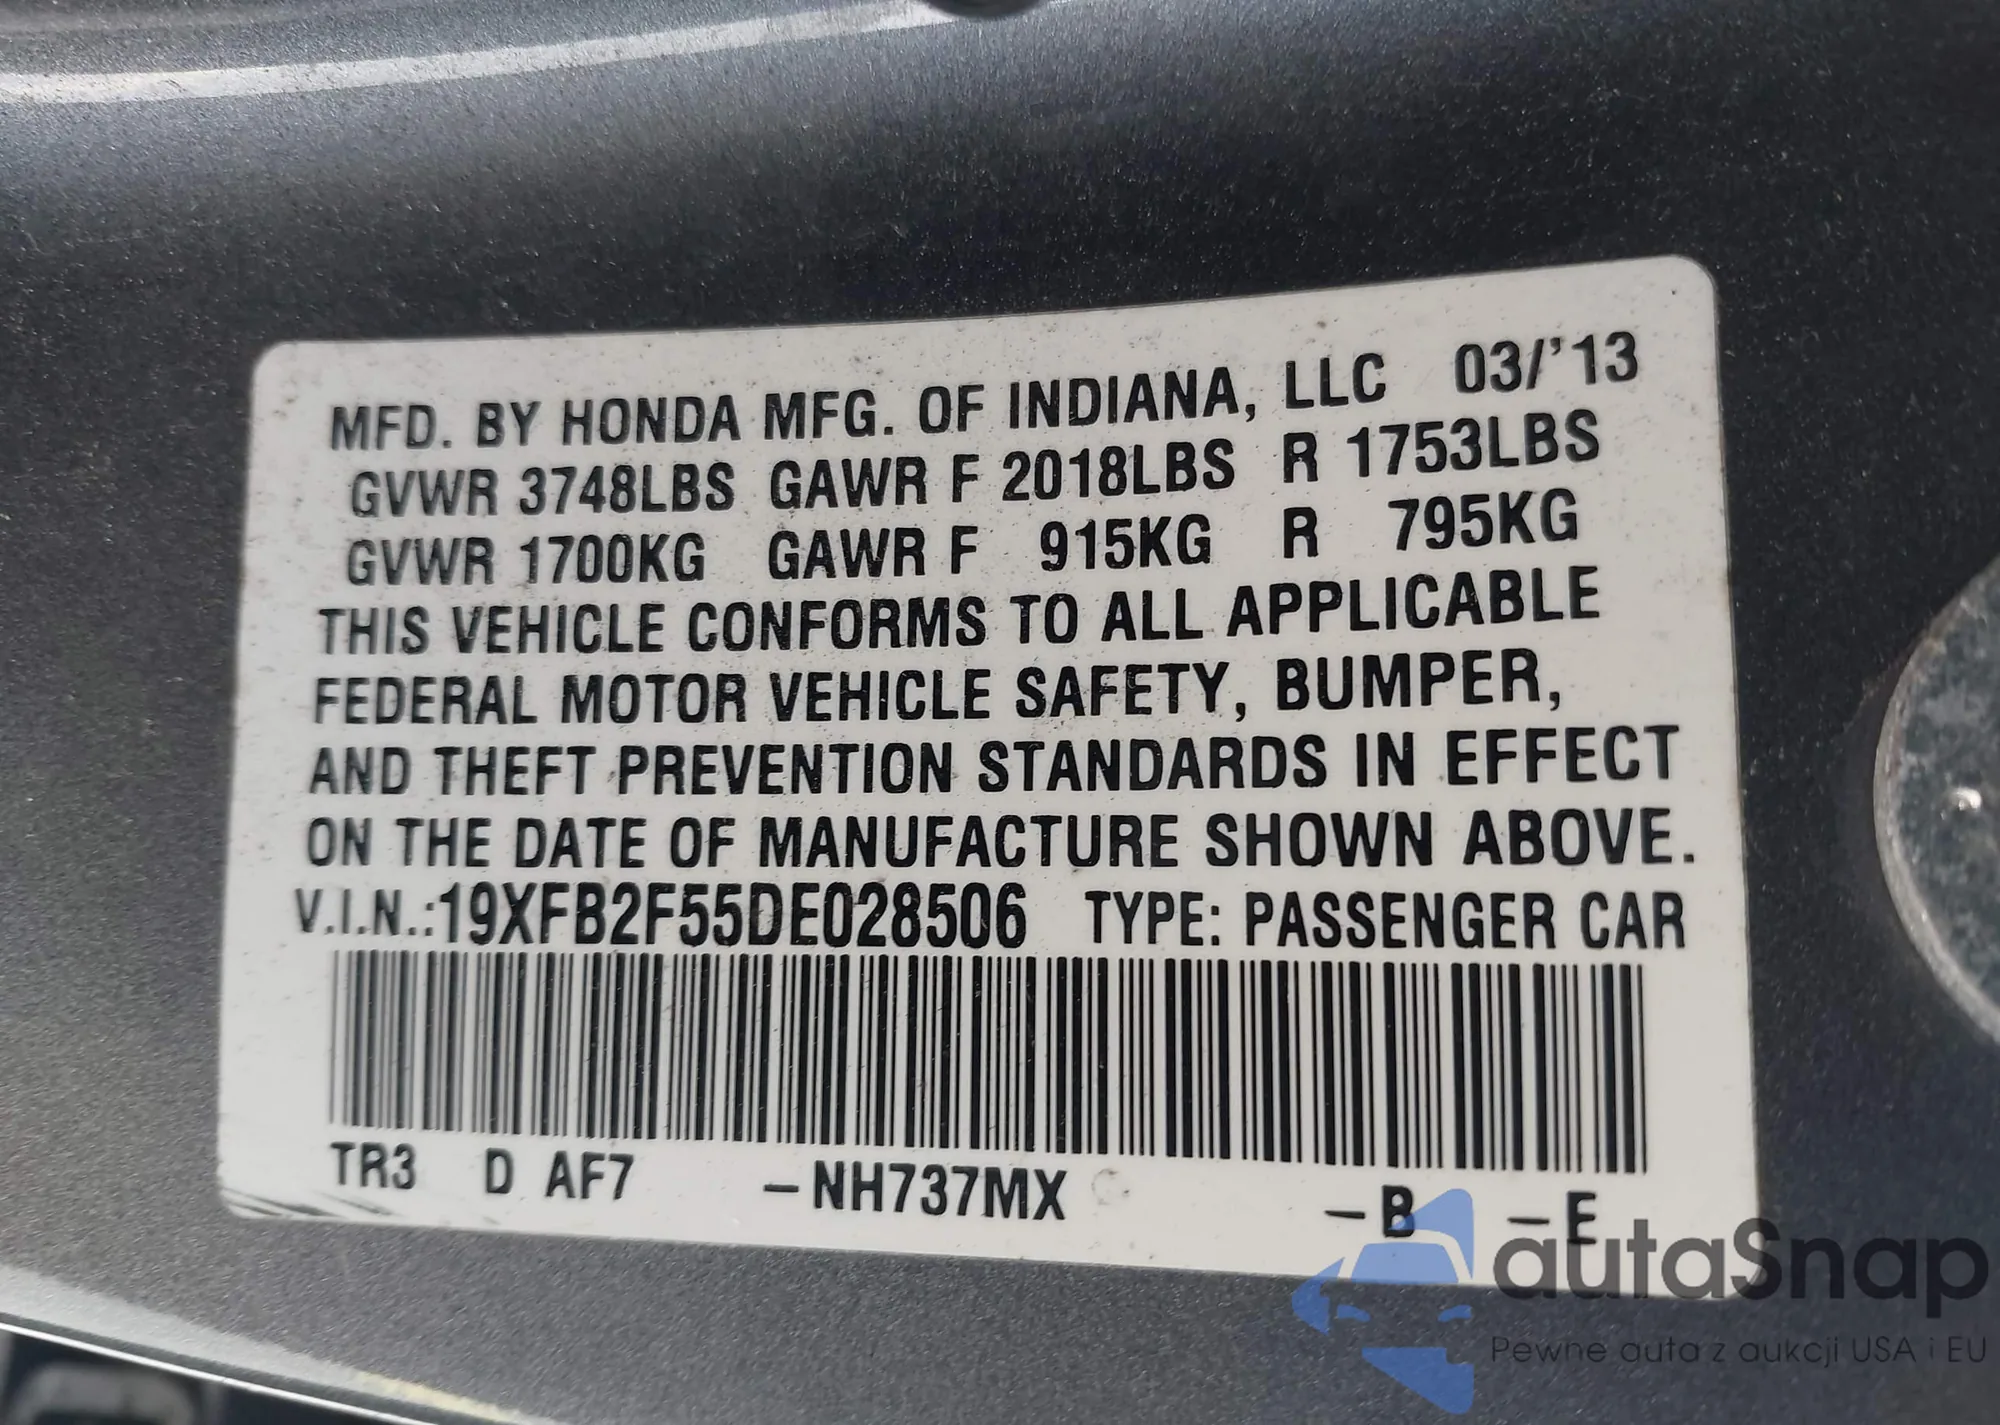 MFD. BY HONDA MFG. OF INDIANA, LLC 03/'13
GVWR 3748LBS GAWR F 2018LBS R 1753LBS
GVWR 1700KG GAWR F 915KG R 795KG
THIS VEHICLE CONFORMS TO ALL APPLICABLE
FEDERAL MOTOR VEHICLE SAFETY, BUMPER,
AND THEFT PREVENTION STANDARDS IN EFFECT
ON THE DATE OF MANUFACTURE SHOWN ABOVE.
V.I.N.:19XFB2F55DE028506 TYPE: PASSENGER CAR
TR3 D AF7 -NH737MX -B -E
autaSnap
Pewne auta z aukcji USA i EU